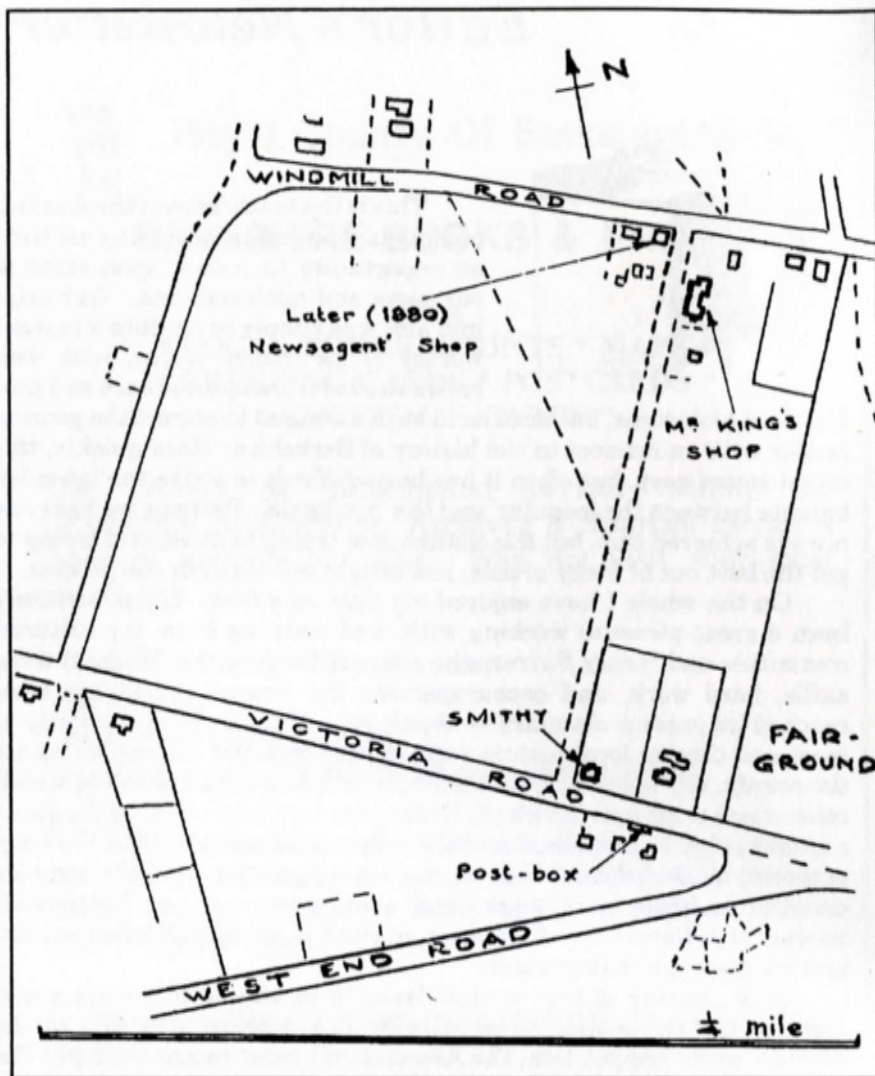 N
WINDMILL ROAD
Later (1880)
Newsagent' Shop
MR KING'S
SHOP
SMITHY
FAIR-
GROUND
VICTORIA ROAD
Post-box
WEST END ROAD
¼ mile